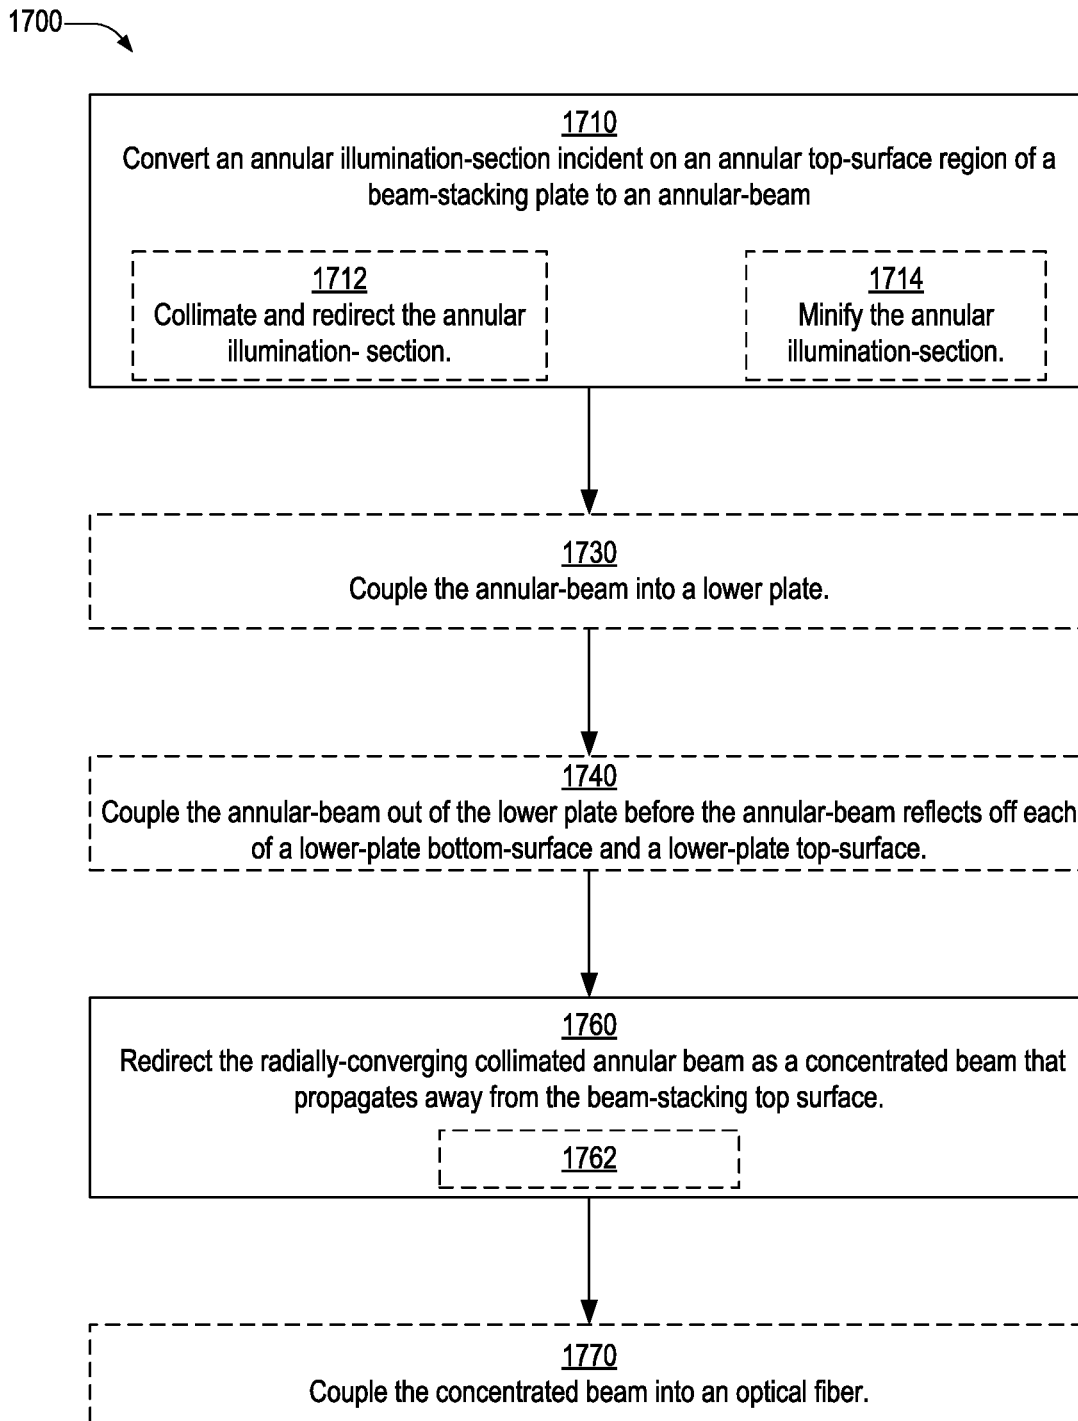 1700
1710
Convert an annular illumination-section incident on an annular top-surface region of a
beam-stacking plate to an annular-beam
1712
Collimate and redirect the annular
illumination- section.
1714
Minify the annular
illumination-section.
1730
Couple the annular-beam into a lower plate.
1740
Couple the annular-beam out of the lower plate before the annular-beam reflects off each
of a lower-plate bottom-surface and a lower-plate top-surface.
1760
Redirect the radially-converging collimated annular beam as a concentrated beam that
propagates away from the beam-stacking top surface.
1762
1770
Couple the concentrated beam into an optical fiber.